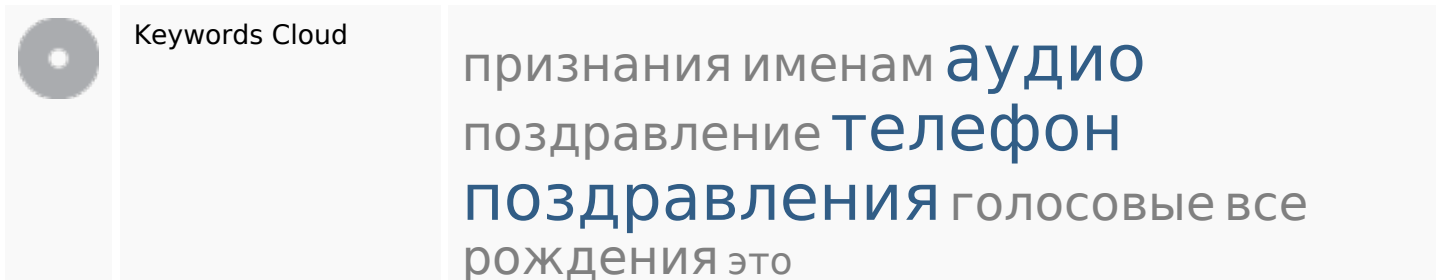 Keywords Cloud
признания именам аудио
поздравление телефон
поздравления голосовые все
рождения это